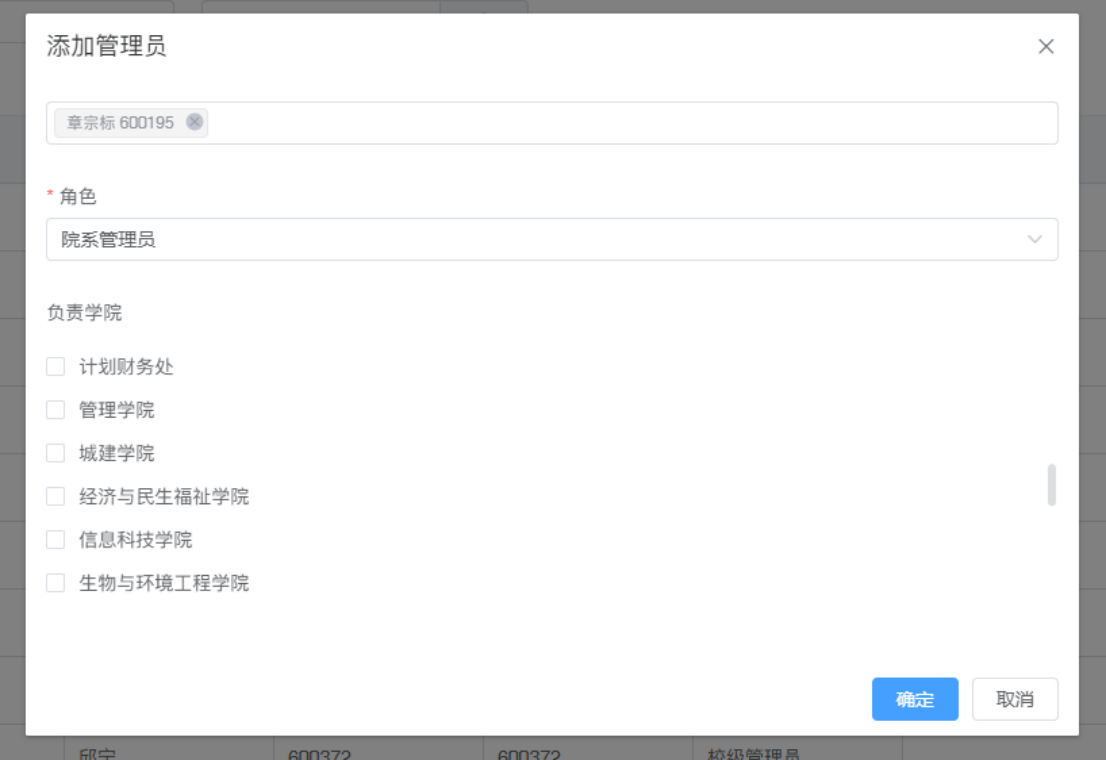 添加管理员
章宗标 600195
* 角色
院系管理员
负责学院
计划财务处
管理学院
城建学院
经济与民生福祉学院
信息科技学院
生物与环境工程学院
确定 取消
邱宁 600372 600372 校级管理员